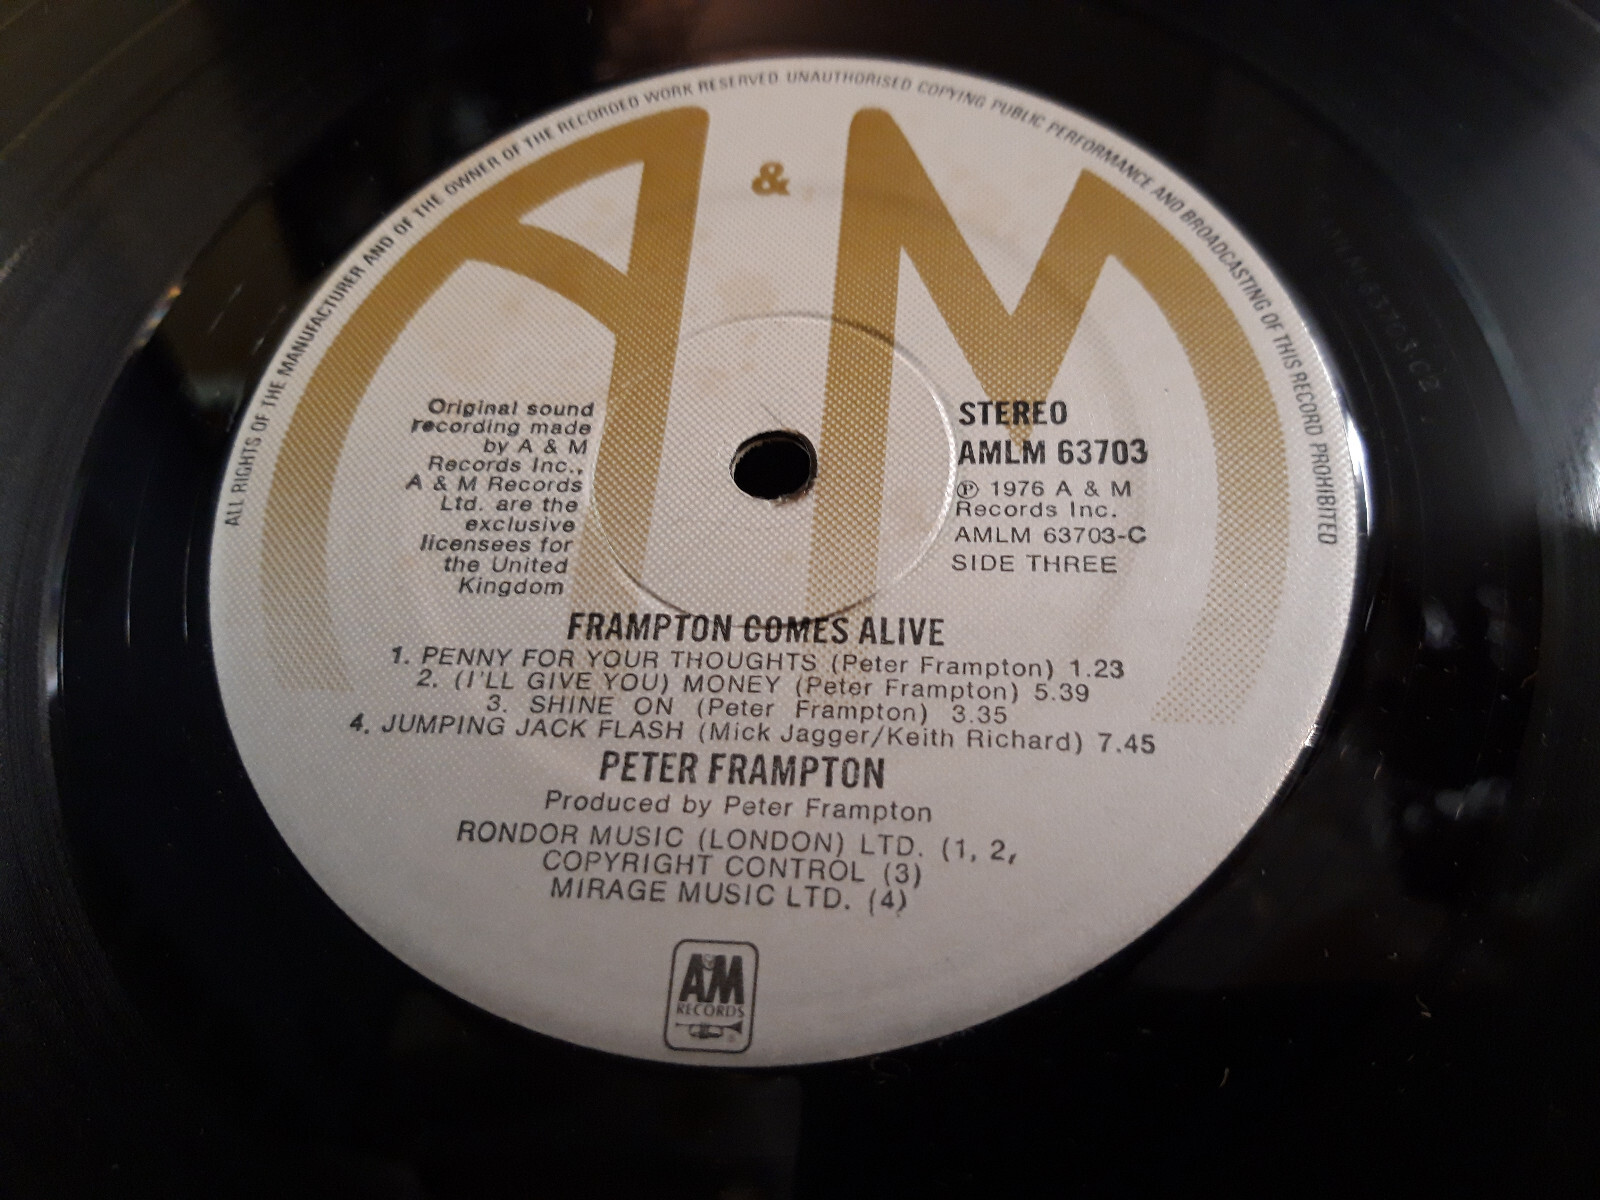 ALL RIGHTS OF THE MANUFACTURER AND OF THE OWNER OF THE RECORDED WORK RESERVED UNAUTHORISED COPYING PUBLIC PERFORMANCE AND BROADCASTING OF THIS RECORD PROHIBITED
A & M
Original sound
recording made
by A & M
Records Inc.,
A & M Records
Ltd. are the
exclusive
licensees for
the United
Kingdom
STEREO
AMLM 63703
℗ 1976 A & M
Records Inc.
AMLM 63703-C
SIDE THREE
FRAMPTON COMES ALIVE
1. PENNY FOR YOUR THOUGHTS (Peter Frampton) 1.23
2. (I'LL GIVE YOU) MONEY (Peter Frampton) 5.39
3. SHINE ON (Peter Frampton) 3.35
4. JUMPING JACK FLASH (Mick Jagger/Keith Richard) 7.45
PETER FRAMPTON
Produced by Peter Frampton
RONDOR MUSIC (LONDON) LTD. (1, 2,
COPYRIGHT CONTROL (3)
MIRAGE MUSIC LTD. (4)
A&M
RECORDS
®